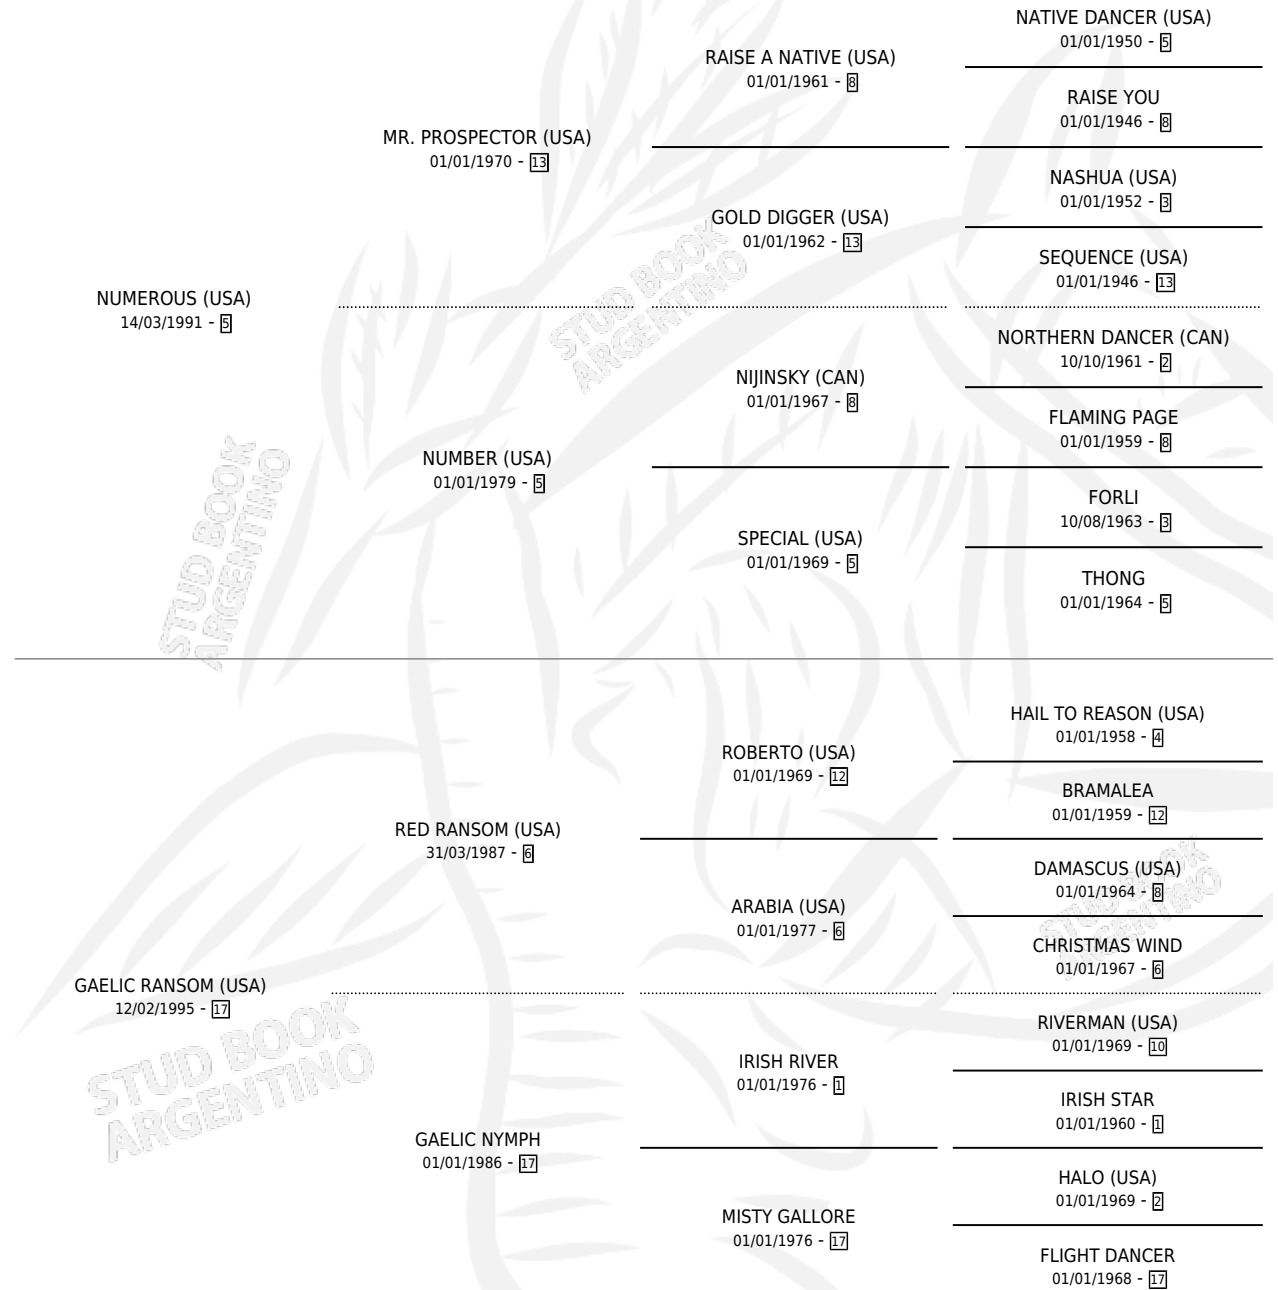 NATIVE DANCER (USA)
01/01/1950 - 5
RAISE A NATIVE (USA)
01/01/1961 - 8
RAISE YOU
01/01/1946 - 8
MR. PROSPECTOR (USA)
01/01/1970 - 13
NASHUA (USA)
01/01/1952 - 3
GOLD DIGGER (USA)
01/01/1962 - 13
SEQUENCE (USA)
01/01/1946 - 13
NUMEROUS (USA)
14/03/1991 - 5
STUD BOOK
ARGENTINO
NORTHERN DANCER (CAN)
10/10/1961 - 2
NIJINSKY (CAN)
01/01/1967 - 8
FLAMING PAGE
01/01/1959 - 8
NUMBER (USA)
01/01/1979 - 5
FORLI
10/08/1963 - 3
SPECIAL (USA)
01/01/1969 - 5
THONG
01/01/1964 - 5
STUD BOOK
ARGENTINO
HAIL TO REASON (USA)
01/01/1958 - 4
ROBERTO (USA)
01/01/1969 - 12
BRAMALEA
01/01/1959 - 12
RED RANSOM (USA)
31/03/1987 - 6
DAMASCUS (USA)
01/01/1964 - 8
ARABIA (USA)
01/01/1977 - 6
CHRISTMAS WIND
01/01/1967 - 6
STUD BOOK
ARGENTINO
GAELIC RANSOM (USA)
12/02/1995 - 17
RIVERMAN (USA)
01/01/1969 - 10
IRISH RIVER
01/01/1976 - 1
IRISH STAR
01/01/1960 - 1
STUD BOOK
ARGENTINO
GAELIC NYMPH
01/01/1986 - 17
HALO (USA)
01/01/1969 - 2
MISTY GALLORE
01/01/1976 - 17
FLIGHT DANCER
01/01/1968 - 17